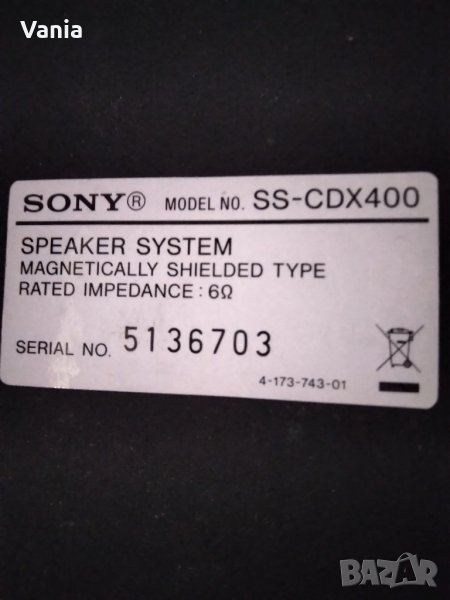 Vania
SONY® MODEL NO. SS-CDX400
SPEAKER SYSTEM
MAGNETICALLY SHIELDED TYPE
RATED IMPEDANCE : 6Ω
SERIAL NO. 5136703
4-173-743-01
BAZAR